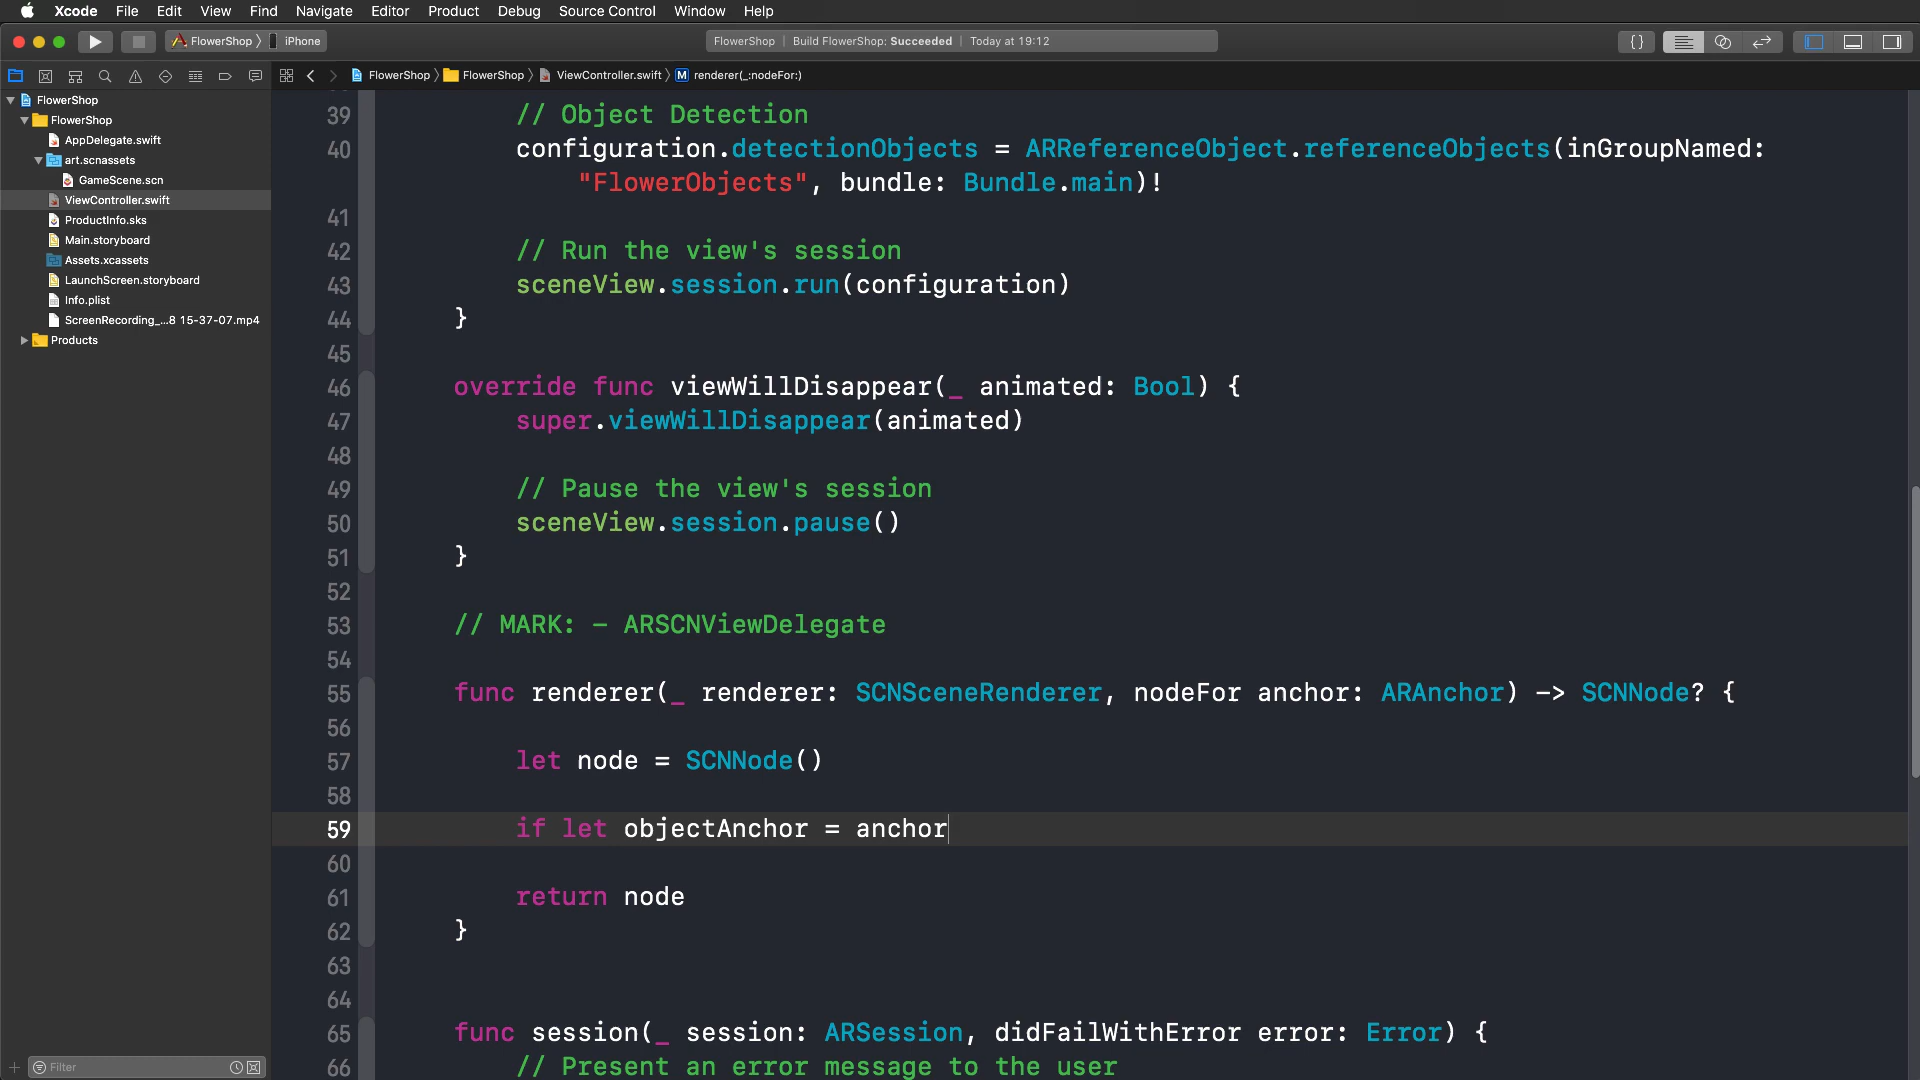 Xcode File Edit View Find Navigate Editor Product Debug Source Control Window Help
FlowerShop iPhone FlowerShop Build FlowerShop: Succeeded Today at 19:12 {}
FlowerShop FlowerShop ViewController.swift M renderer(_:nodeFor:)
FlowerShop
FlowerShop
AppDelegate.swift
art.scnassets
GameScene.scn
ViewController.swift
ProductInfo.sks
Main.storyboard
Assets.xcassets
LaunchScreen.storyboard
Info.plist
ScreenRecording_...8 15-37-07.mp4
Products
Filter
39 // Object Detection
40 configuration.detectionObjects = ARReferenceObject.referenceObjects(inGroupNamed:
"FlowerObjects", bundle: Bundle.main)!
41
42 // Run the view's session
43 sceneView.session.run(configuration)
44 }
45
46 override func viewWillDisappear(_ animated: Bool) {
47 super.viewWillDisappear(animated)
48
49 // Pause the view's session
50 sceneView.session.pause()
51 }
52
53 // MARK: - ARSCNViewDelegate
54
55 func renderer(_ renderer: SCNSceneRenderer, nodeFor anchor: ARAnchor) -> SCNNode? {
56
57 let node = SCNNode()
58
59 if let objectAnchor = anchor
60
61 return node
62 }
63
64
65 func session(_ session: ARSession, didFailWithError error: Error) {
66 // Present an error message to the user